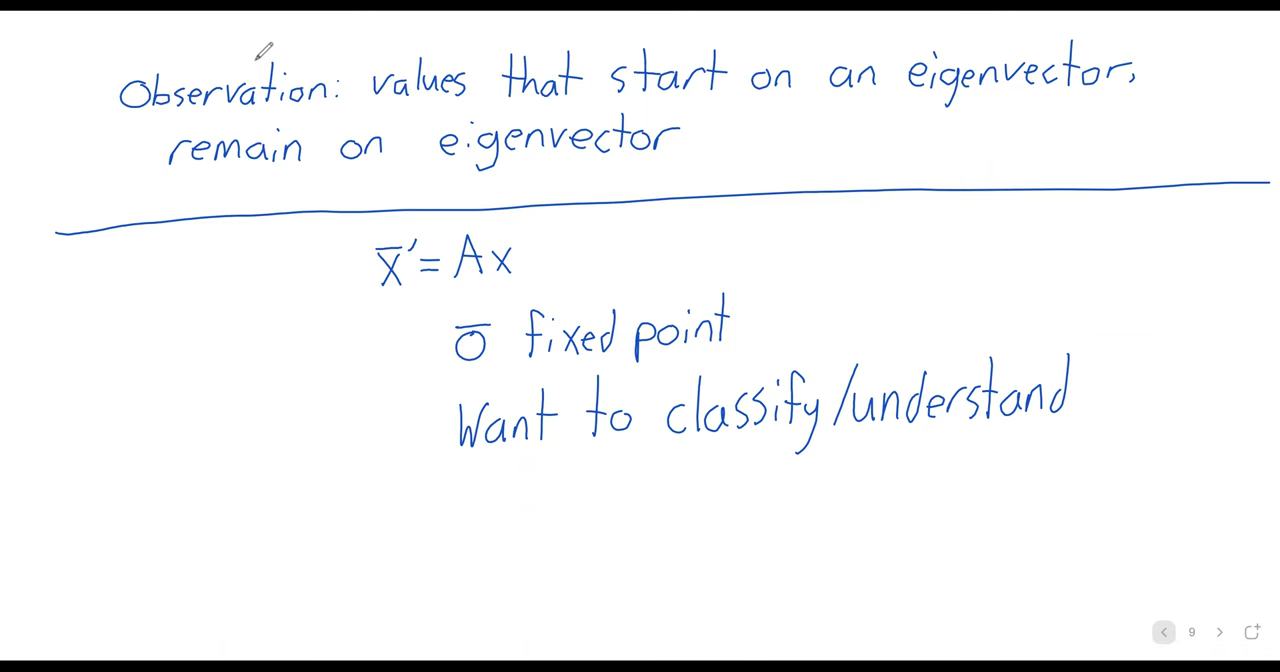 Observation: values that start on an eigenvector,
remain on eigenvector
x̄' = Ax
0̄ fixed point
Want to classify/understand
9